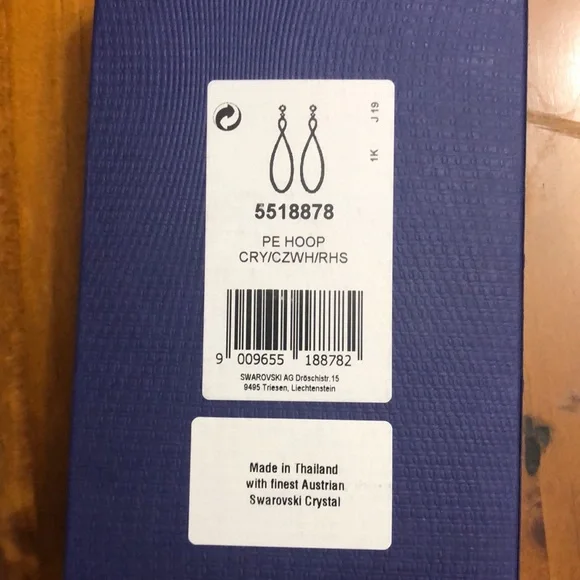 J 19
1K
5518878
PE HOOP
CRY/CZWH/RHS
9 009655 188782
SWAROVSKI AG Dröschistr.15
9495 Triesen, Liechtenstein
Made in Thailand
with finest Austrian
Swarovski Crystal